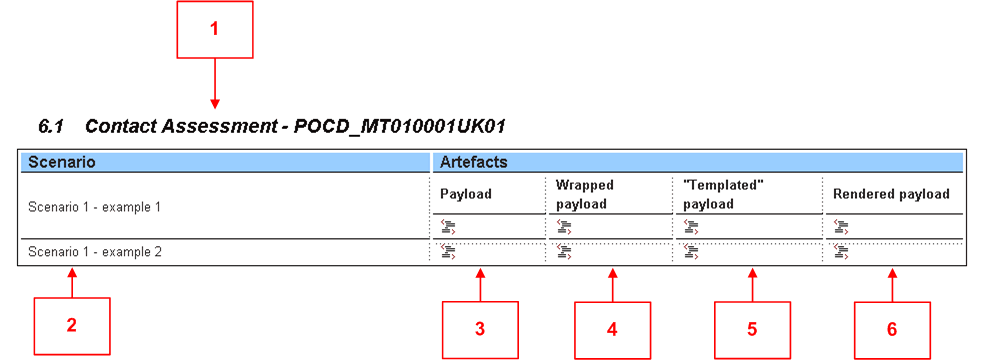 1
6.1 Contact Assessment - POCD_MT010001UK01
Scenario Artefacts
Scenario 1 - example 1
Payload
Wrapped
payload
"Templated"
payload
Rendered payload
Scenario 1 - example 2
2
3
4
5
6